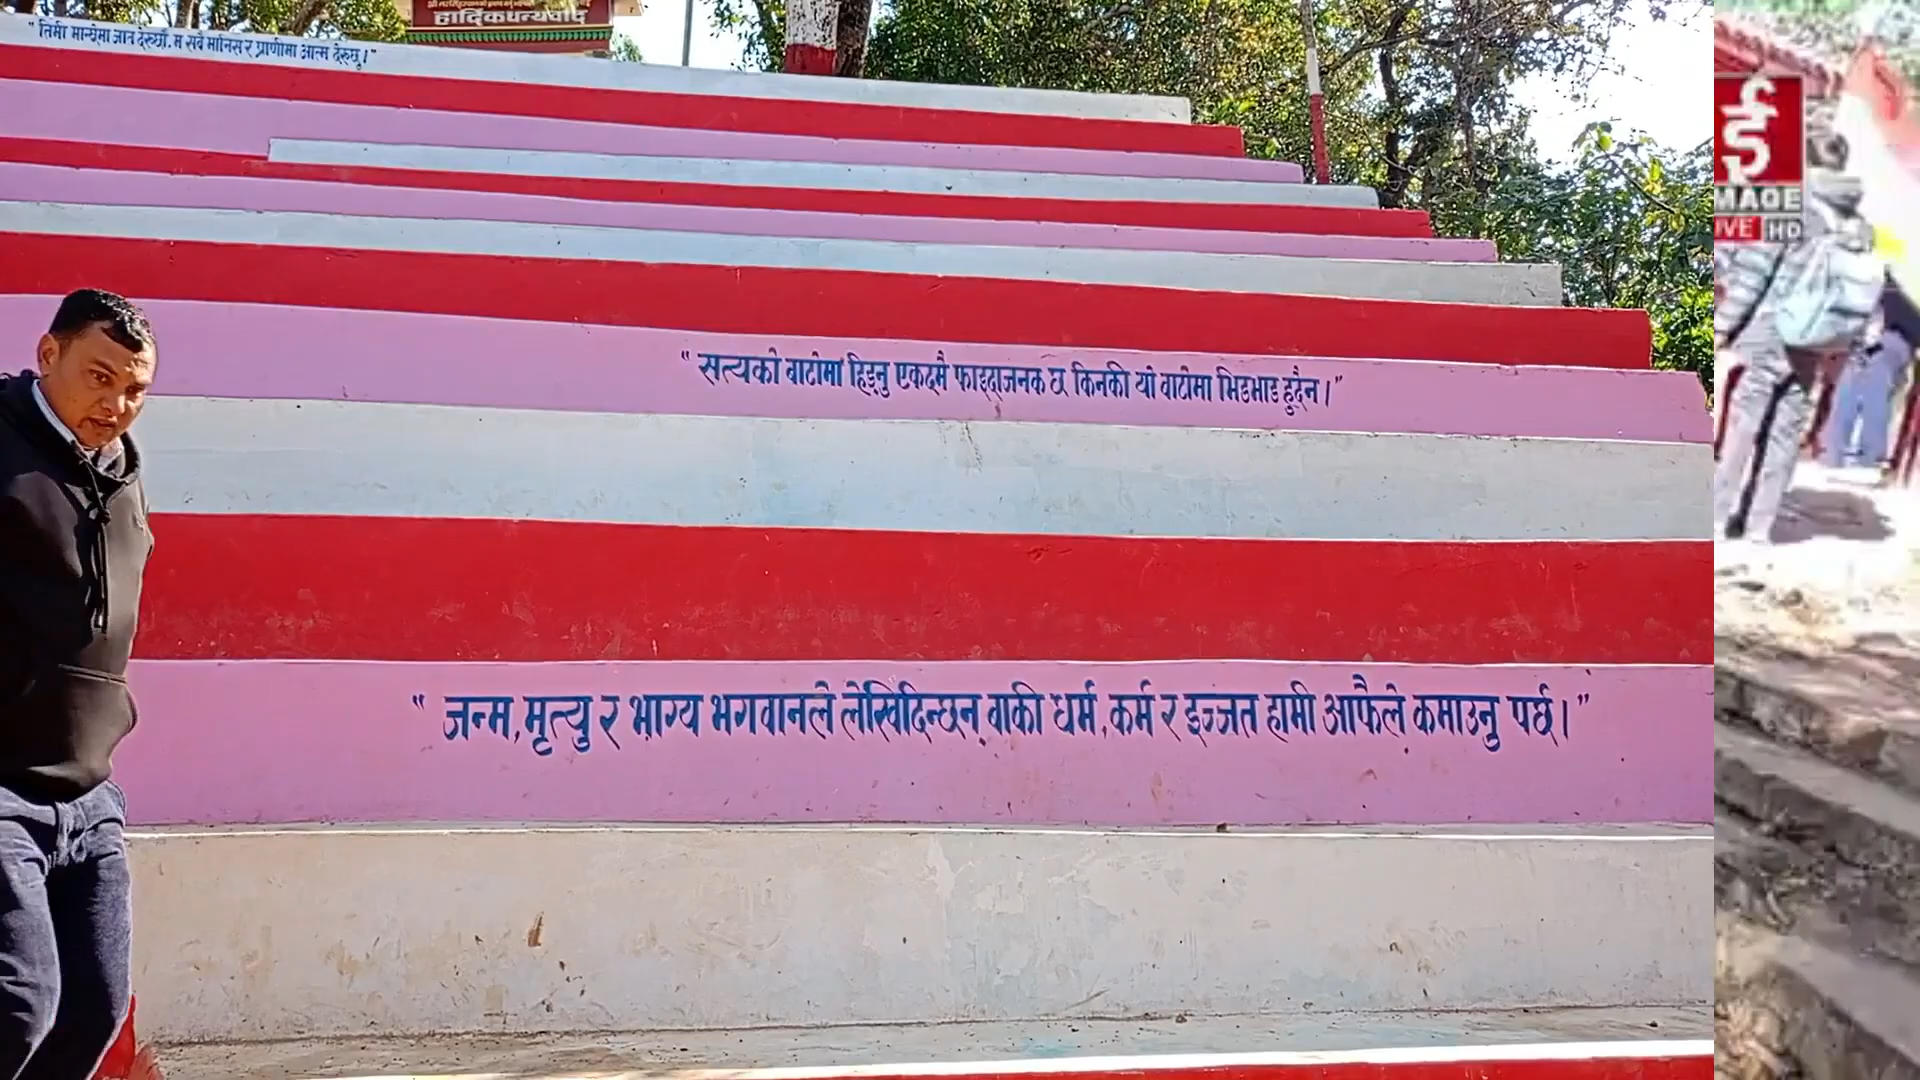 हार्दिक धन्यवाद
" तिमी मान्छेमा जात देख्छौ, म सबै मानिस र प्राणीमा आत्म देख्छु । "
ई
IMAGE
LIVE HD
" सत्यको बाटोमा हिड्नु एकदमै फाइदाजनक छ किनकी यो बाटोमा भिडभाड हुदैन । "
" जन्म, मृत्यु र भाग्य भगवानले लेखिदिन्छन् बाकी धर्म, कर्म र इज्जत हामी आफैले कमाउनु पर्छ । "